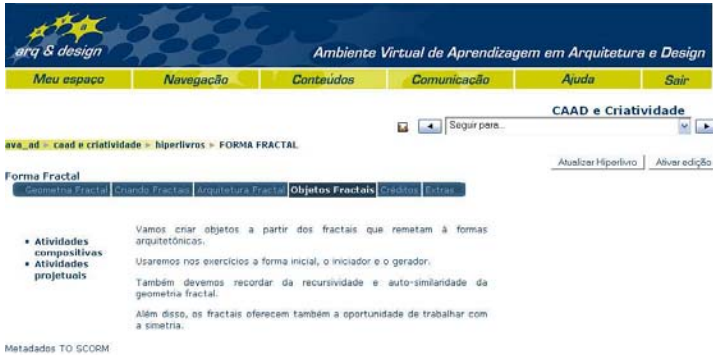 arq & design
Ambiente Virtual de Aprendizagem em Arquitetura e Design
Meu espaço Navegação Conteúdos Comunicação Ajuda Sair
CAAD e Criatividade
Seguir para...
ava_ad ► caad e criatividade ► hiperlivros ► FORMA FRACTAL
Atualizar Hiperlivro Ativar edição
Forma Fractal
Geometria Fractal Criando Fractais Arquitetura Fractal Objetos Fractais Créditos Extras
• Atividades
compositivas
• Atividades
projetuais
Vamos criar objetos a partir dos fractais que remetam à formas
arquitetônicas.
Usaremos nos exercícios a forma inicial, o iniciador e o gerador.
Também devemos recordar da recursividade e auto-similaridade da
geometria fractal.
Além disso, os fractais oferecem também a oportunidade de trabalhar com
a simetria.
Metadados TO SCORM